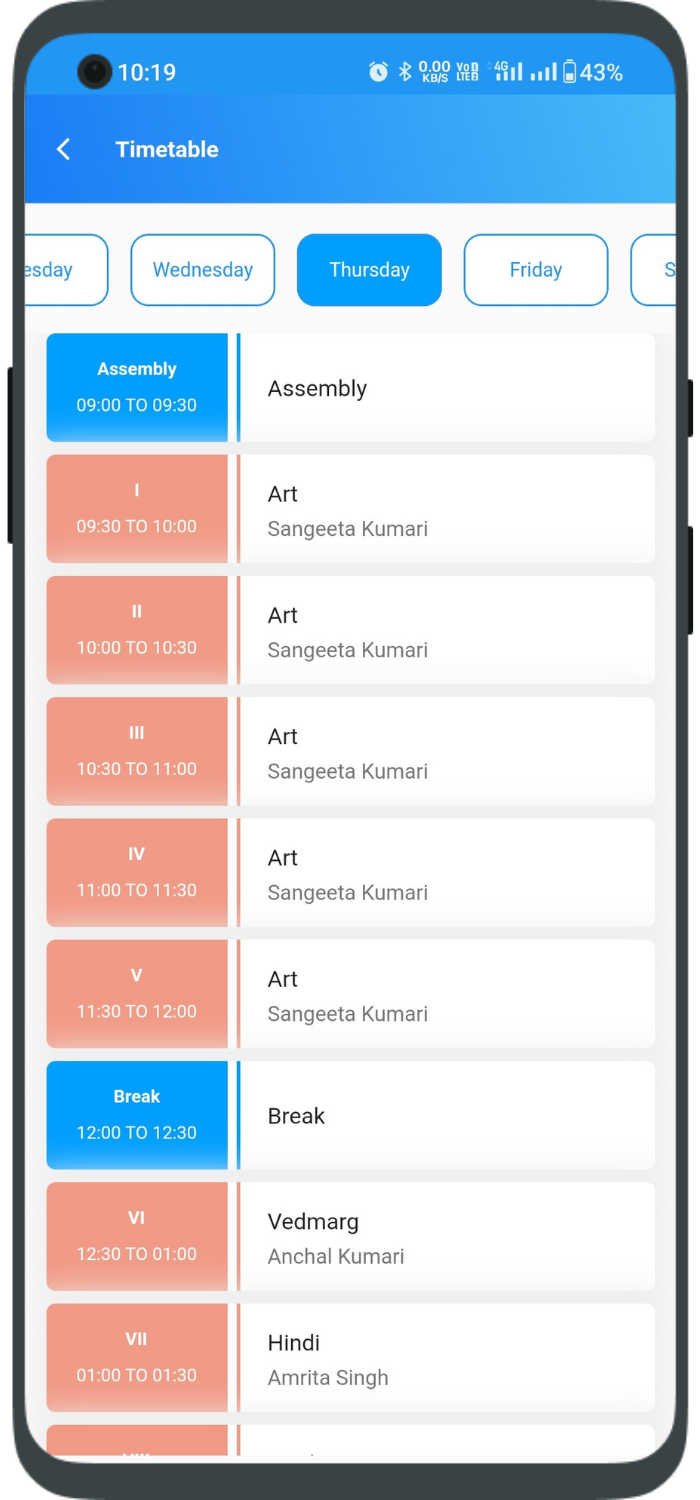 10:19
0.00 KB/S
VoD LTE2
4G
43%
Timetable
esday
Wednesday
Thursday
Friday
S
Assembly
09:00 TO 09:30
Assembly
I
09:30 TO 10:00
Art
Sangeeta Kumari
II
10:00 TO 10:30
Art
Sangeeta Kumari
III
10:30 TO 11:00
Art
Sangeeta Kumari
IV
11:00 TO 11:30
Art
Sangeeta Kumari
V
11:30 TO 12:00
Art
Sangeeta Kumari
Break
12:00 TO 12:30
Break
VI
12:30 TO 01:00
Vedmarg
Anchal Kumari
VII
01:00 TO 01:30
Hindi
Amrita Singh